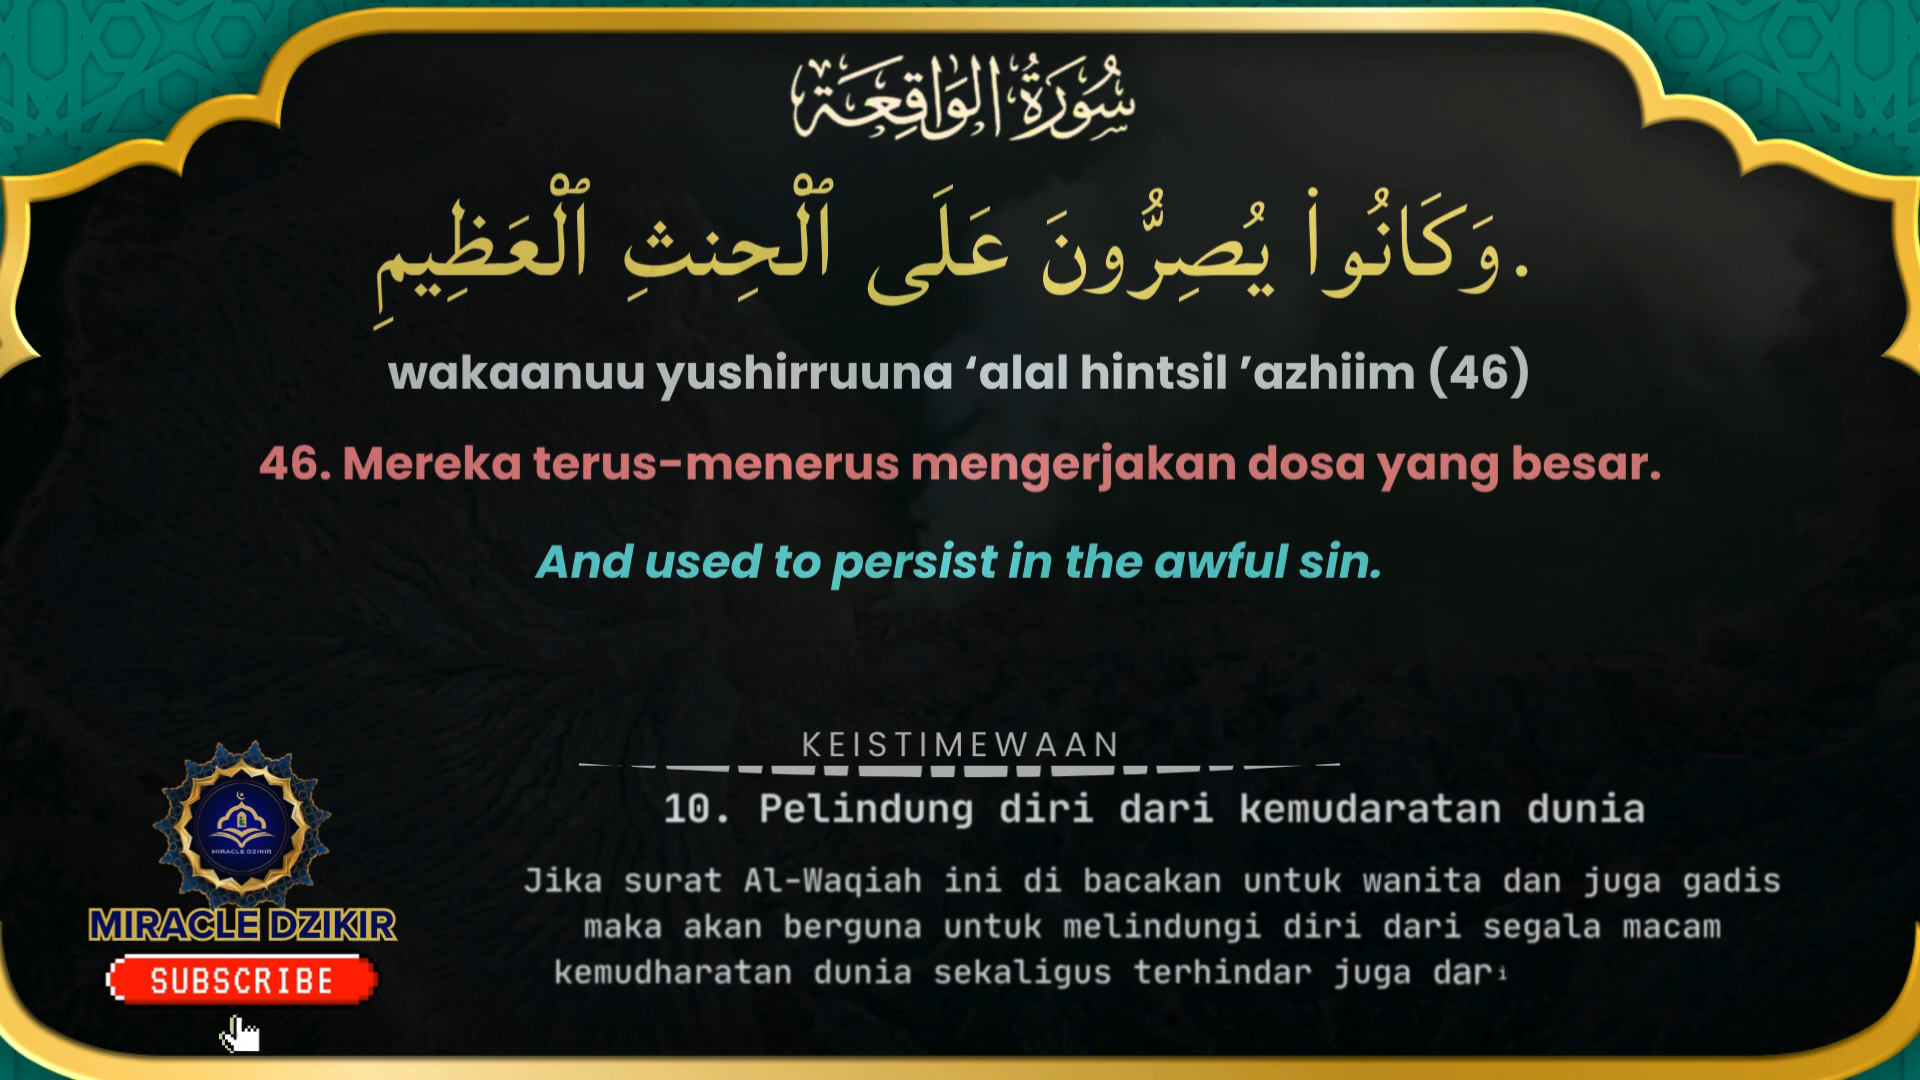 سُورَةُ الوَاقِعَة
وَكَانُوا۟ يُصِرُّونَ عَلَى ٱلْحِنثِ ٱلْعَظِيمِ.
wakaanuu yushirruuna ‘alal hintsil ’azhiim (46)
46. Mereka terus-menerus mengerjakan dosa yang besar.
And used to persist in the awful sin.
KEISTIMEWAAN
10. Pelindung diri dari kemudaratan dunia
Jika surat Al-Waqiah ini di bacakan untuk wanita dan juga gadis
maka akan berguna untuk melindungi diri dari segala macam
kemudharatan dunia sekaligus terhindar juga dari
MIRACLE DZIKIR
MIRACLE DZIKIR
SUBSCRIBE